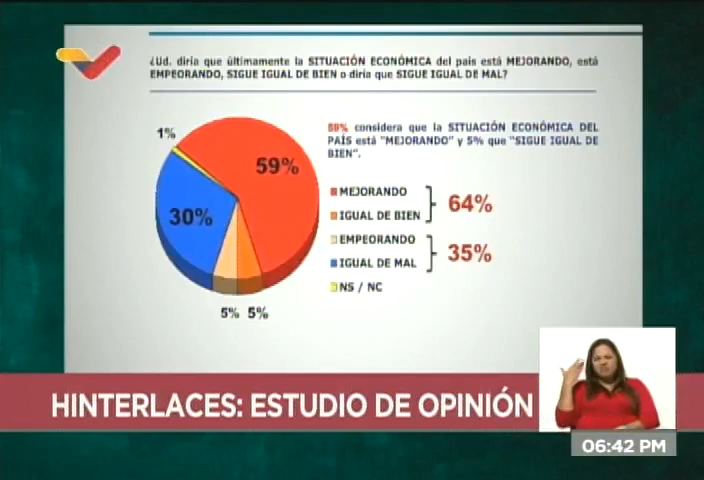 ¿Ud. diría que últimamente la SITUACIÓN ECONÓMICA del país está MEJORANDO, está
EMPEORANDO, SIGUE IGUAL DE BIEN o diría que SIGUE IGUAL DE MAL?
1%
59%
30%
5% 5%
59% considera que la SITUACIÓN ECONÓMICA DEL
PAÍS está "MEJORANDO" y 5% que "SIGUE IGUAL DE
BIEN".
MEJORANDO
IGUAL DE BIEN
64%
EMPEORANDO
IGUAL DE MAL
35%
NS / NC
HINTERLACES: ESTUDIO DE OPINIÓN
06:42 PM